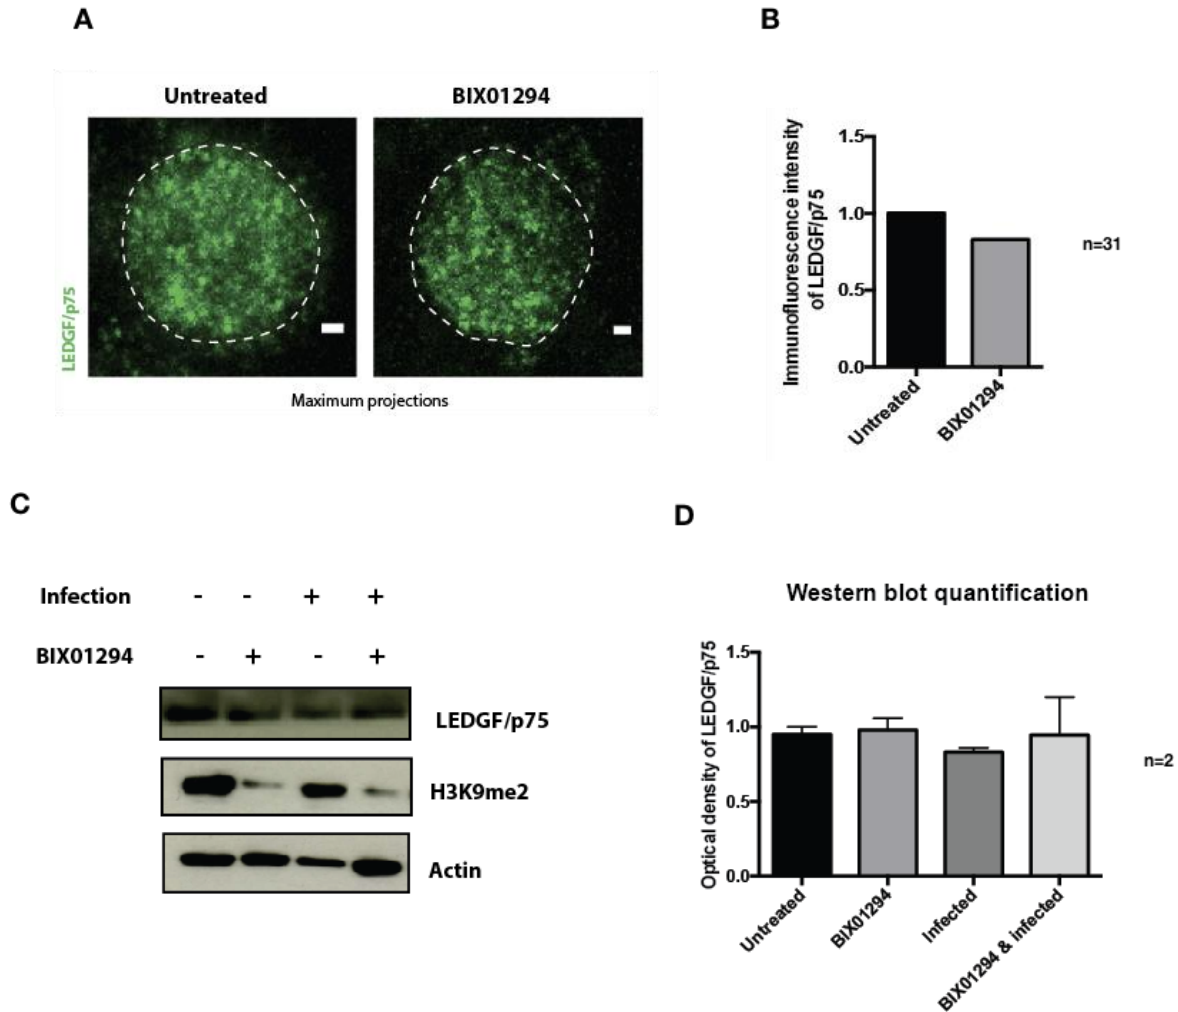 A
Untreated
BIX01294
LEDGF/p75
Maximum projections
B
Immunofluorescence intensity
of LEDGF/p75
1.5
1.0
0.5
0.0
Untreated
BIX01294
n=31
C
Infection - - + +
BIX01294 - + - +
LEDGF/p75
H3K9me2
Actin
D
Western blot quantification
Optical density of LEDGF/p75
1.5
1.0
0.5
0.0
Untreated
BIX01294
Infected
BIX01294 & infected
n=2